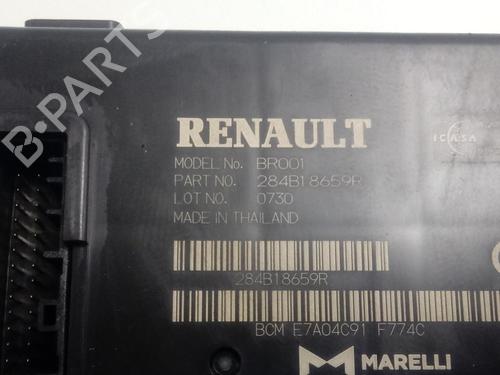 B-PARTS
RENAULT
ICASA
MODEL No. BR001
PART NO. 284B18659R
LOT NO. 0730
MADE IN THAILAND
284B18659R
BCM E7A04C91 F774C
MARELLI